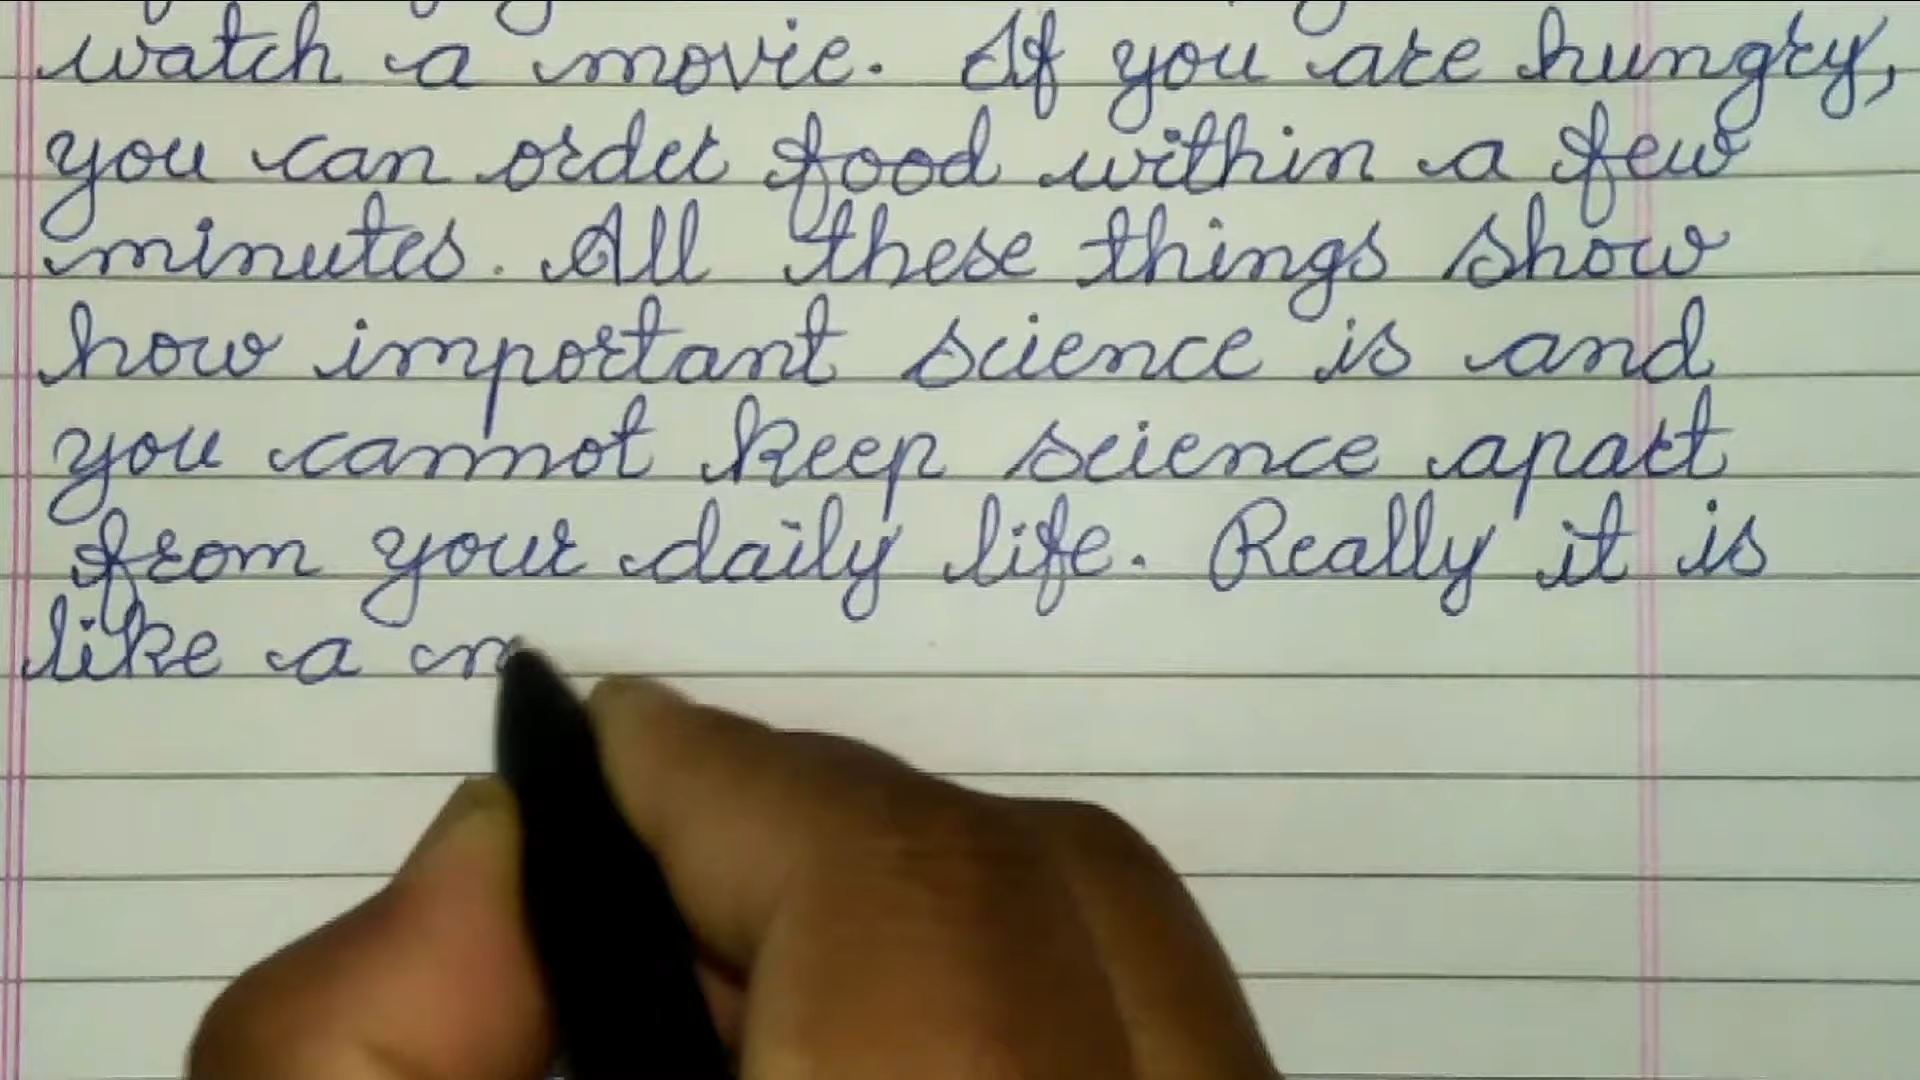 watch a movie. If you are hungry,
you can order food within a few
minutes. All these things show
how important science is and
you cannot keep science apart
from your daily life. Really it is
like a m